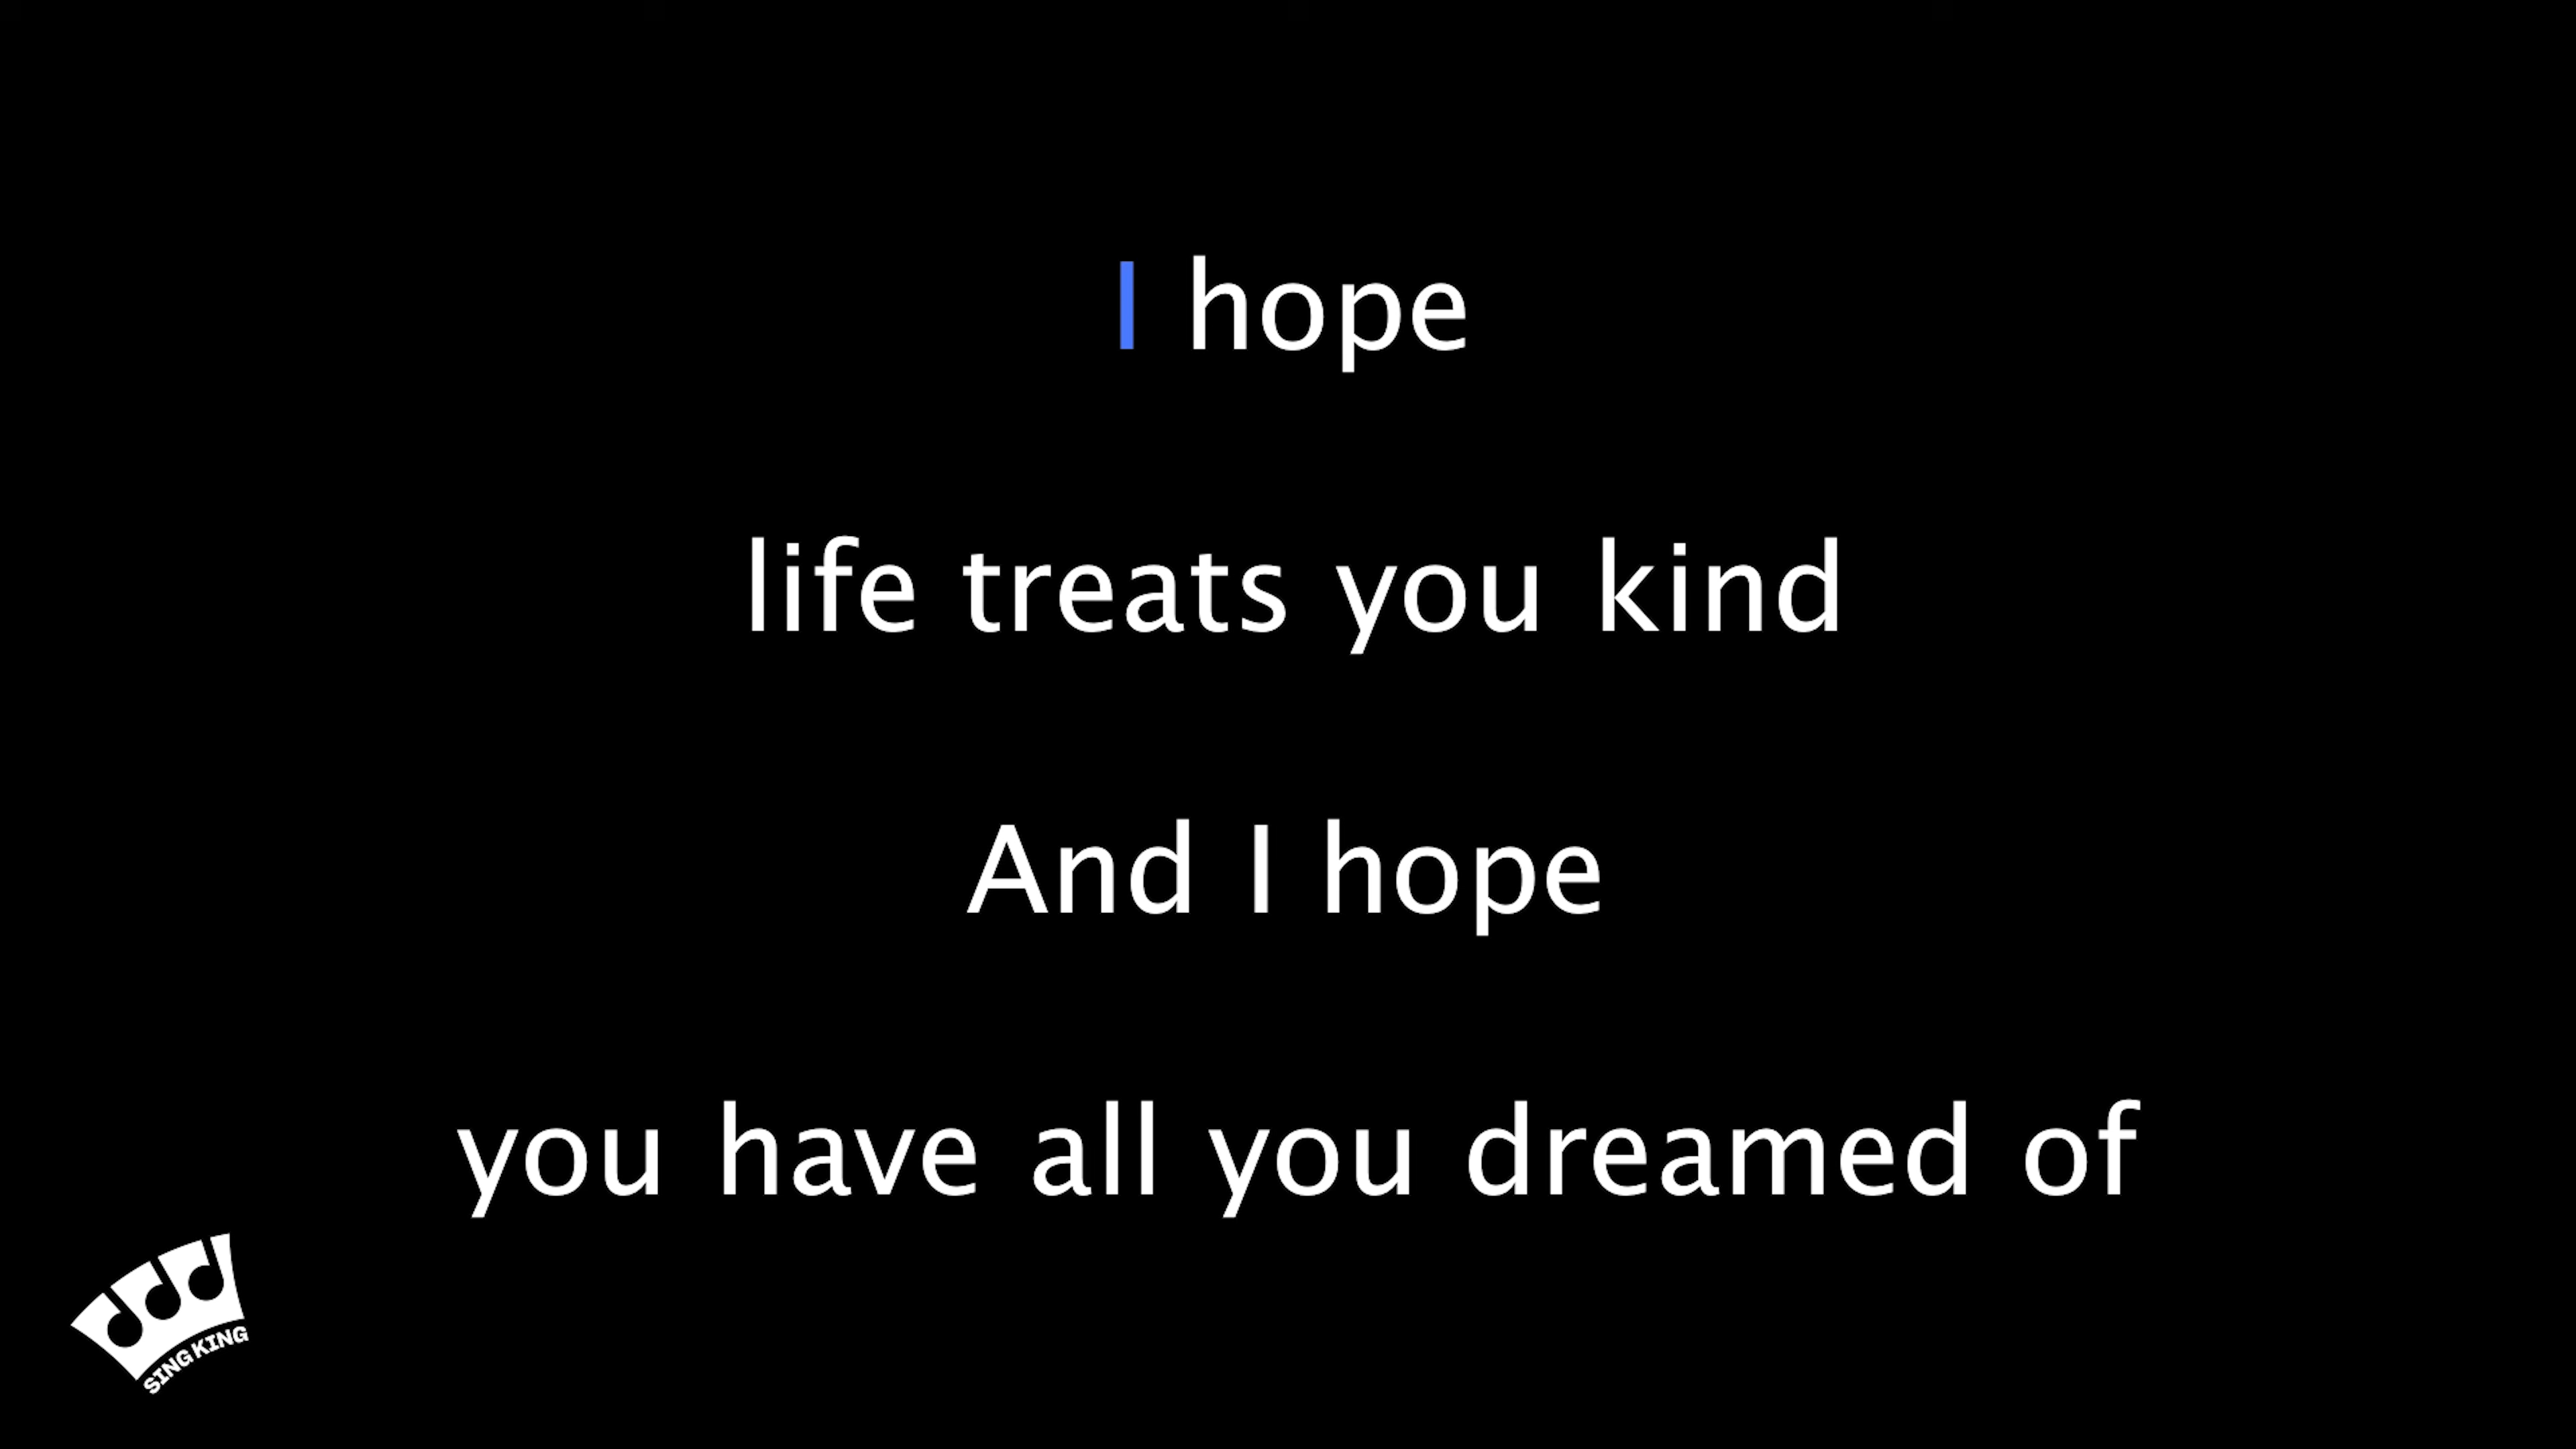 I hope
life treats you kind
And I hope
you have all you dreamed of
SING KING